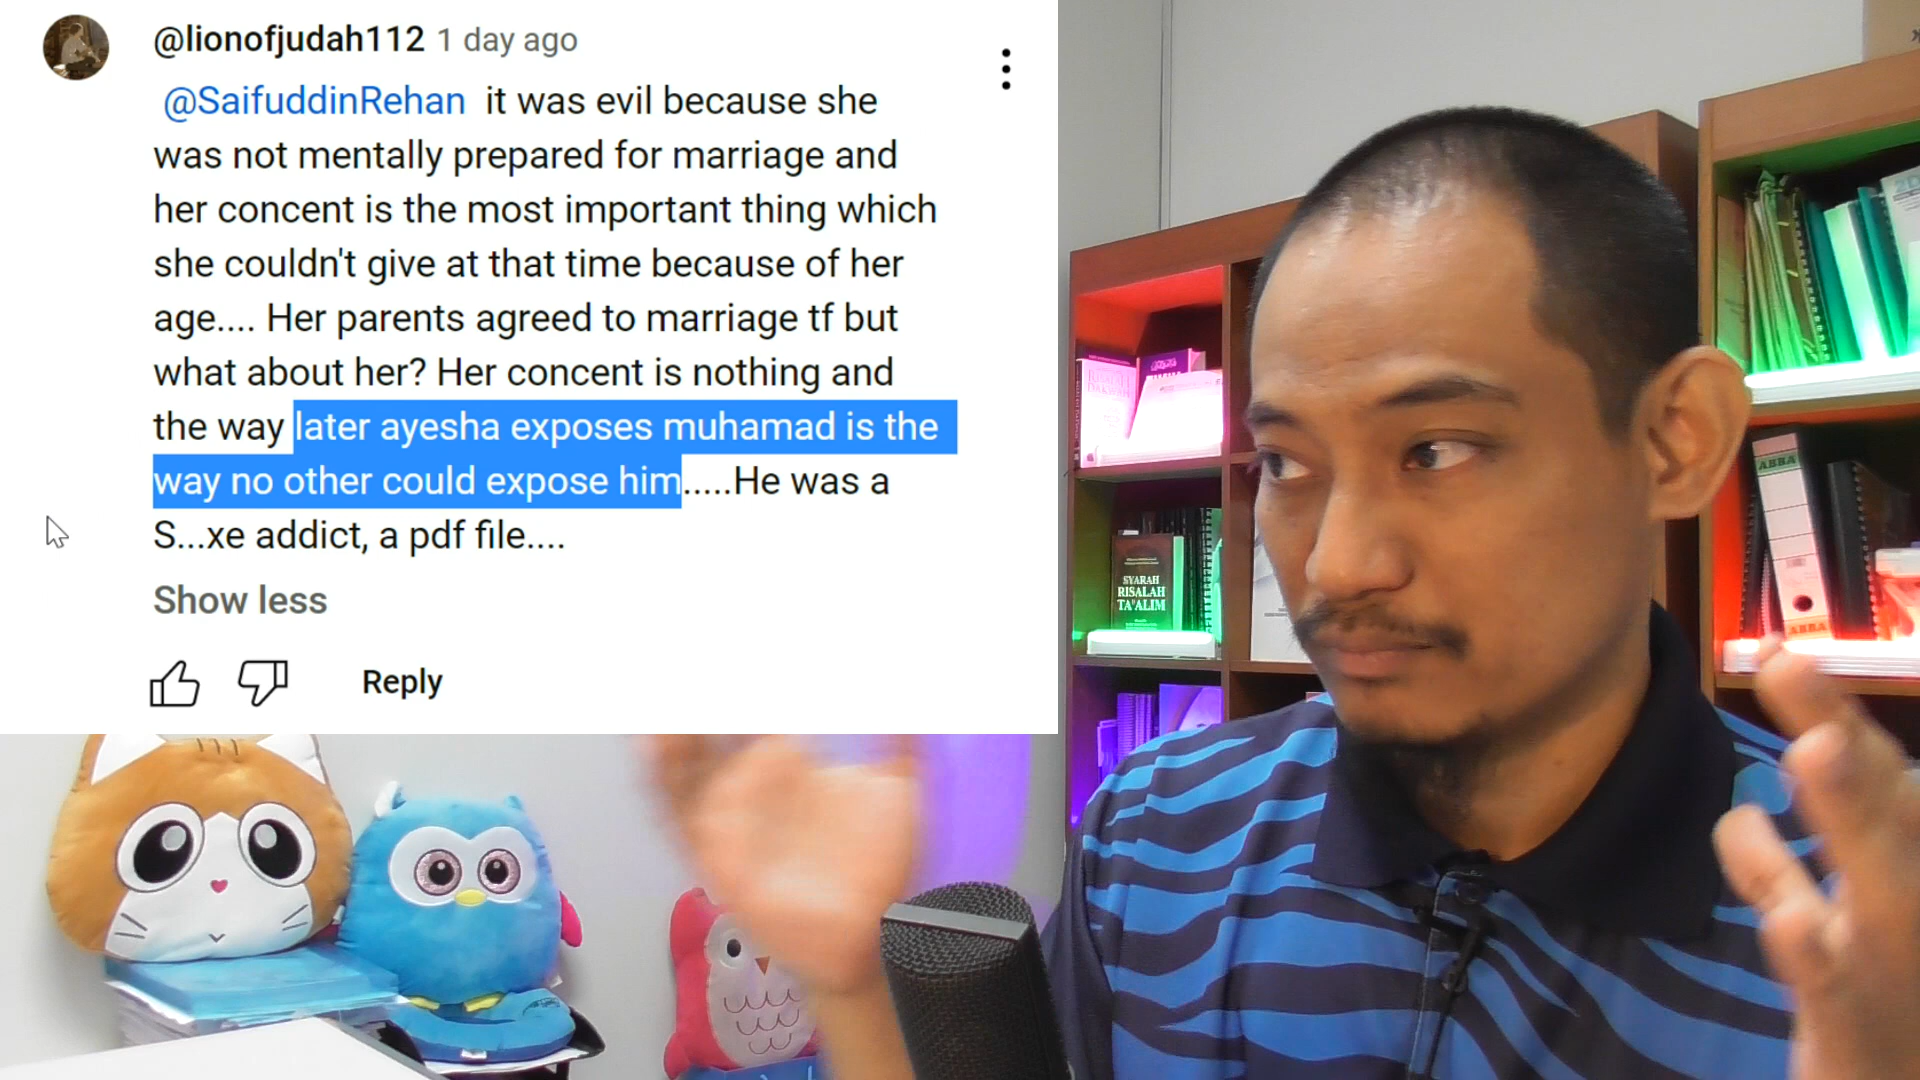 @lionofjudah112 1 day ago
@SaifuddinRehan it was evil because she
was not mentally prepared for marriage and
her concent is the most important thing which
she couldn't give at that time because of her
age.... Her parents agreed to marriage tf but
what about her? Her concent is nothing and
the way later ayesha exposes muhamad is the
way no other could expose him.....He was a
S...xe addict, a pdf file....
Show less
Reply
RISALAH
SYARAH
RISALAH
TA'ALIM
ABBA
ABBA